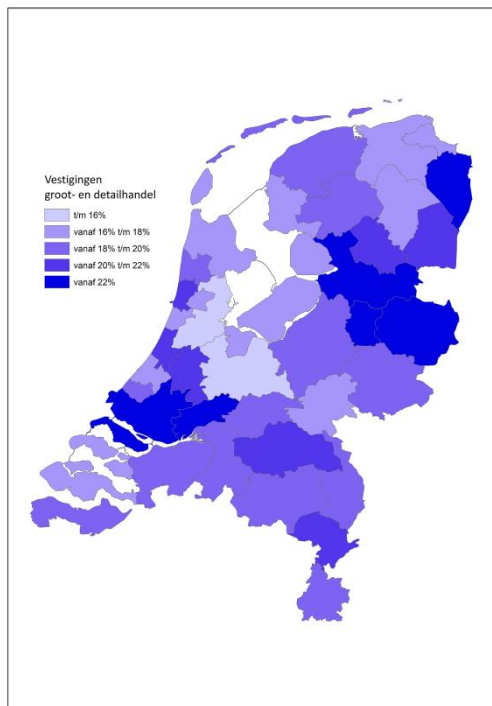 Vestigingen
groot- en detailhandel
t/m 16%
vanaf 16% t/m 18%
vanaf 18% t/m 20%
vanaf 20% t/m 22%
vanaf 22%